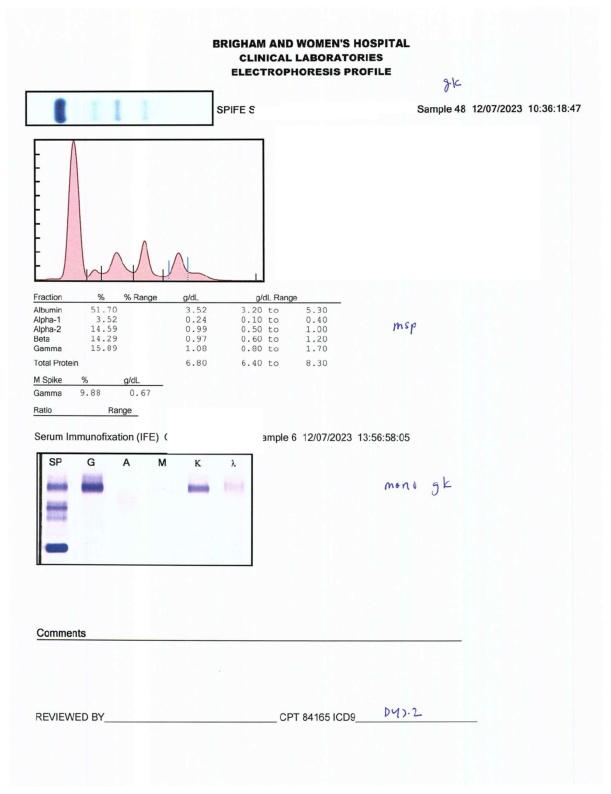 BRIGHAM AND WOMEN'S HOSPITAL
CLINICAL LABORATORIES
ELECTROPHORESIS PROFILE
gk
SPIFE S Sample 48 12/07/2023 10:36:18:47
Fraction % % Range g/dL g/dL Range
Albumin 51.70 3.52 3.20 to 5.30
Alpha-1 3.52 0.24 0.10 to 0.40
Alpha-2 14.59 0.99 0.50 to 1.00
Beta 14.29 0.97 0.60 to 1.20
Gamma 15.89 1.08 0.80 to 1.70
msp
Total Protein 6.80 6.40 to 8.30
M Spike % g/dL
Gamma 9.88 0.67
Ratio Range
Serum Immunofixation (IFE) ample 6 12/07/2023 13:56:58:05
SP G A M K λ
mono gk
Comments
REVIEWED BY CPT 84165 ICD9